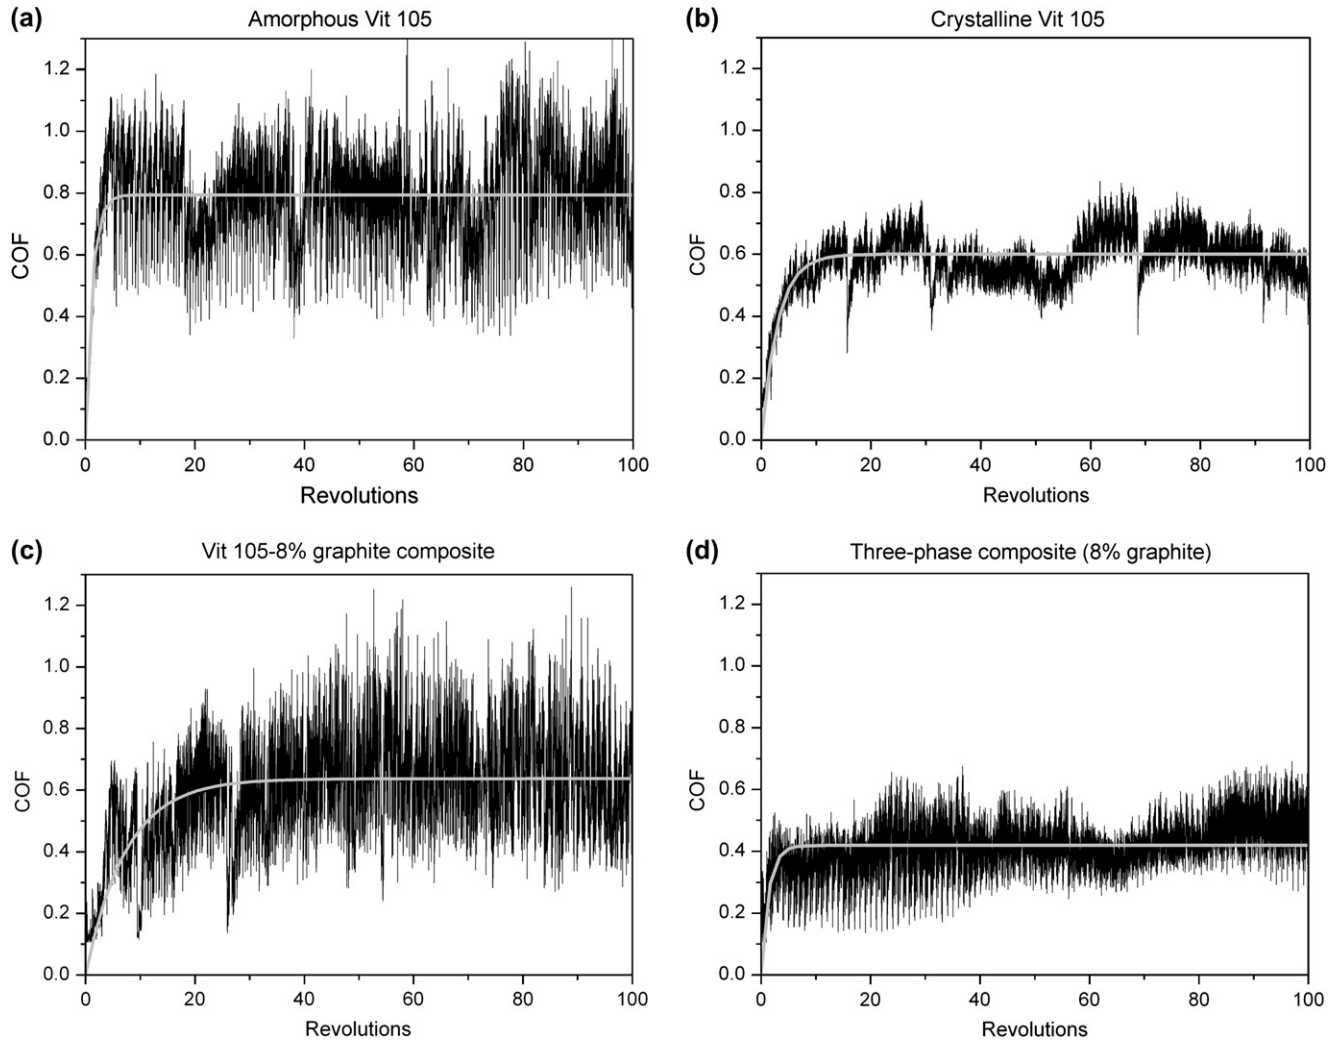 (a)
Amorphous Vit 105
1.2
1.0
0.8
0.6
0.4
0.2
0.0
COF
0 20 40 60 80 100
Revolutions
(b)
Crystalline Vit 105
1.2
1.0
0.8
0.6
0.4
0.2
0.0
COF
0 20 40 60 80 100
Revolutions
(c)
Vit 105-8% graphite composite
1.2
1.0
0.8
0.6
0.4
0.2
0.0
COF
0 20 40 60 80 100
Revolutions
(d)
Three-phase composite (8% graphite)
1.2
1.0
0.8
0.6
0.4
0.2
0.0
COF
0 20 40 60 80 100
Revolutions